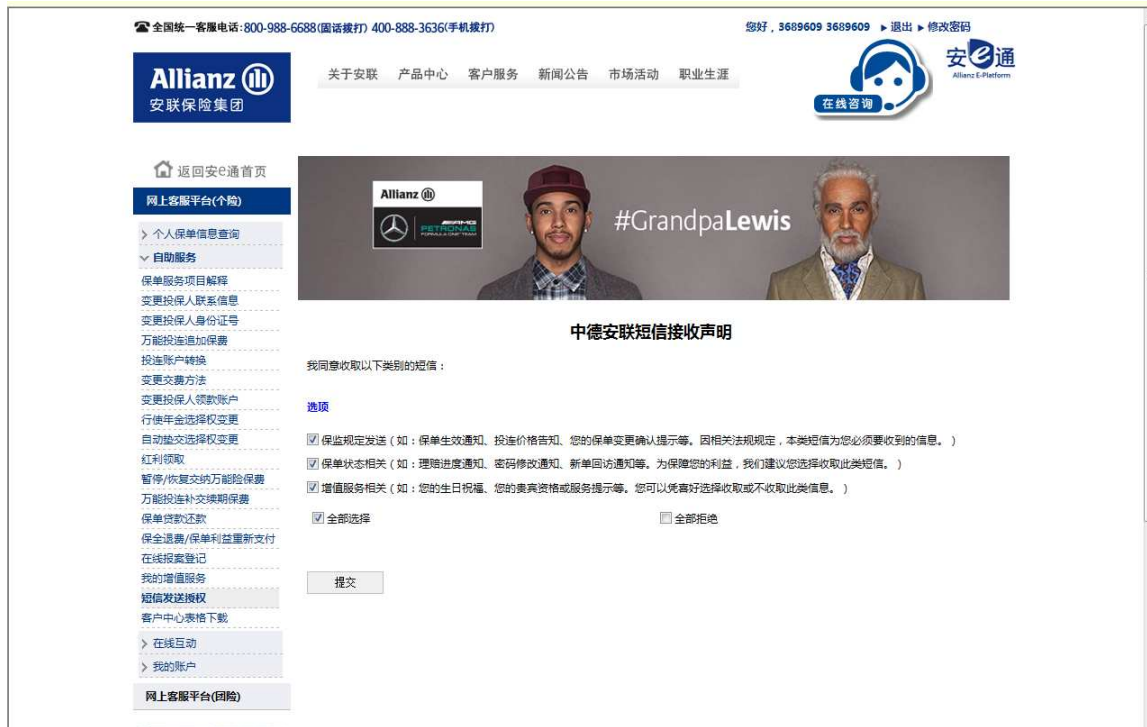 全国统一客服电话:800-988-6688(固话拨打) 400-888-3636(手机拨打)
您好，3689609 3689609 ▶退出 ▶修改密码
Allianz
安联保险集团
关于安联 产品中心 客户服务 新闻公告 市场活动 职业生涯
在线咨询
安e通
Allianz E-Platform
返回安e通首页
网上客服平台(个险)
个人保单信息查询
自助服务
保单服务项目解释
变更投保人联系信息
变更投保人身份证号
万能投连追加保费
投连账户转换
变更交费方法
变更投保人领款账户
行使年金选择权变更
自动垫交选择权变更
红利领取
暂停/恢复交纳万能险保费
万能投连补交续期保费
保单贷款还款
保全退费/保单利益重新支付
在线报案登记
我的增值服务
短信发送授权
客户中心表格下载
在线互动
我的账户
网上客服平台(团险)
Allianz
AMG
PETRONAS
FORMULA ONE TEAM
#GrandpaLewis
中德安联短信接收声明
我同意收取以下类别的短信：
选项
保监规定发送（如：保单生效通知、投连价格告知、您的保单变更确认提示等。因相关法规规定，本类短信为您必须要收到的信息。）
保单状态相关（如：理赔进度通知、密码修改通知、新单回访通知等。为保障您的利益，我们建议您选择收取此类短信。）
增值服务相关（如：您的生日祝福、您的贵宾资格或服务提示等。您可以凭喜好选择收取或不收取此类信息。）
全部选择 全部拒绝
提交